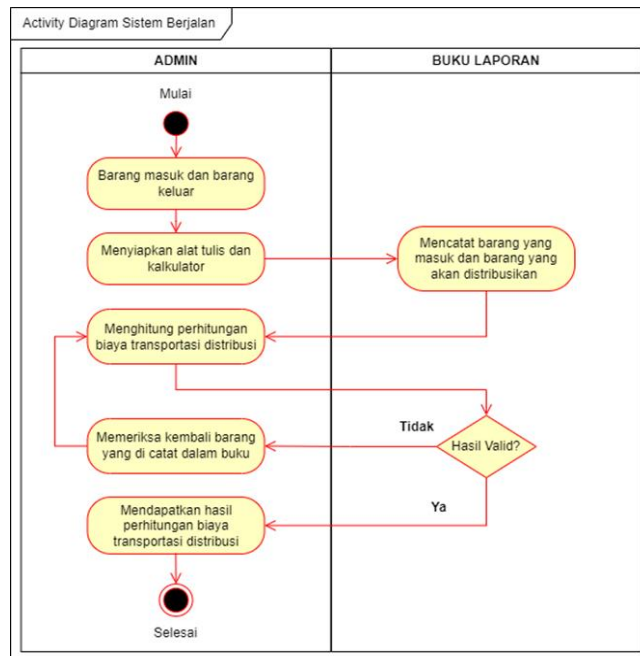 Activity Diagram Sistem Berjalan
ADMIN
BUKU LAPORAN
Mulai
Barang masuk dan barang
keluar
Menyiapkan alat tulis dan
kalkulator
Mencatat barang yang
masuk dan barang yang
akan distribusikan
Menghitung perhitungan
biaya transportasi distribusi
Tidak
Hasil Valid?
Memeriksa kembali barang
yang di catat dalam buku
Ya
Mendapatkan hasil
perhitungan biaya
transportasi distribusi
Selesai